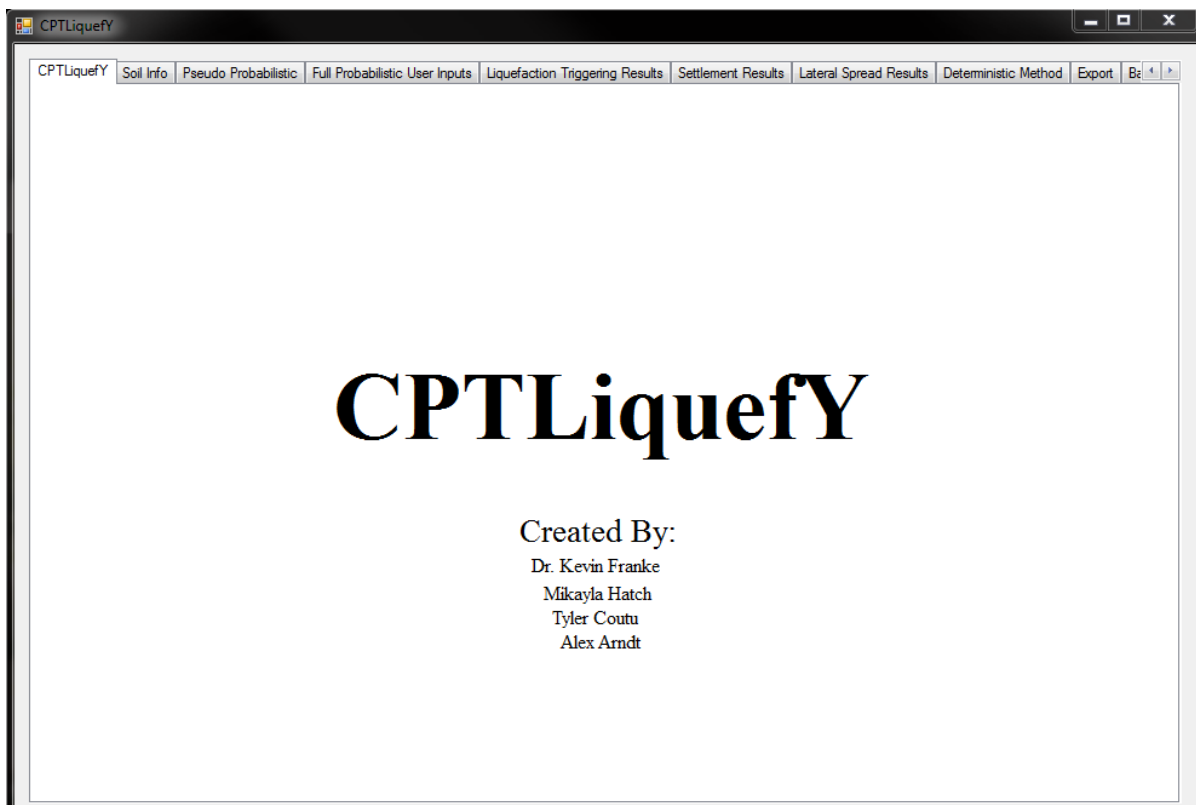 CPTLiquefY
CPTLiquefY Soil Info Pseudo Probabilistic Full Probabilistic User Inputs Liquefaction Triggering Results Settlement Results Lateral Spread Results Deterministic Method Export
CPTLiquefY
Created By:
Dr. Kevin Franke
Mikayla Hatch
Tyler Coutu
Alex Arndt